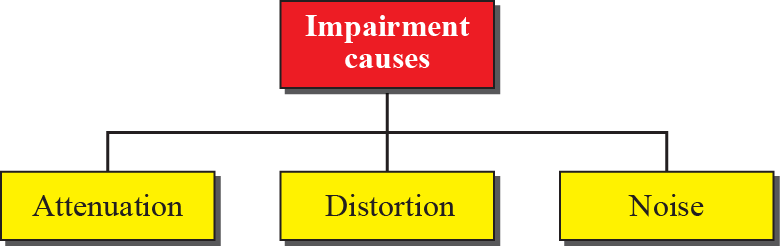 Impairment
causes
Attenuation
Distortion
Noise